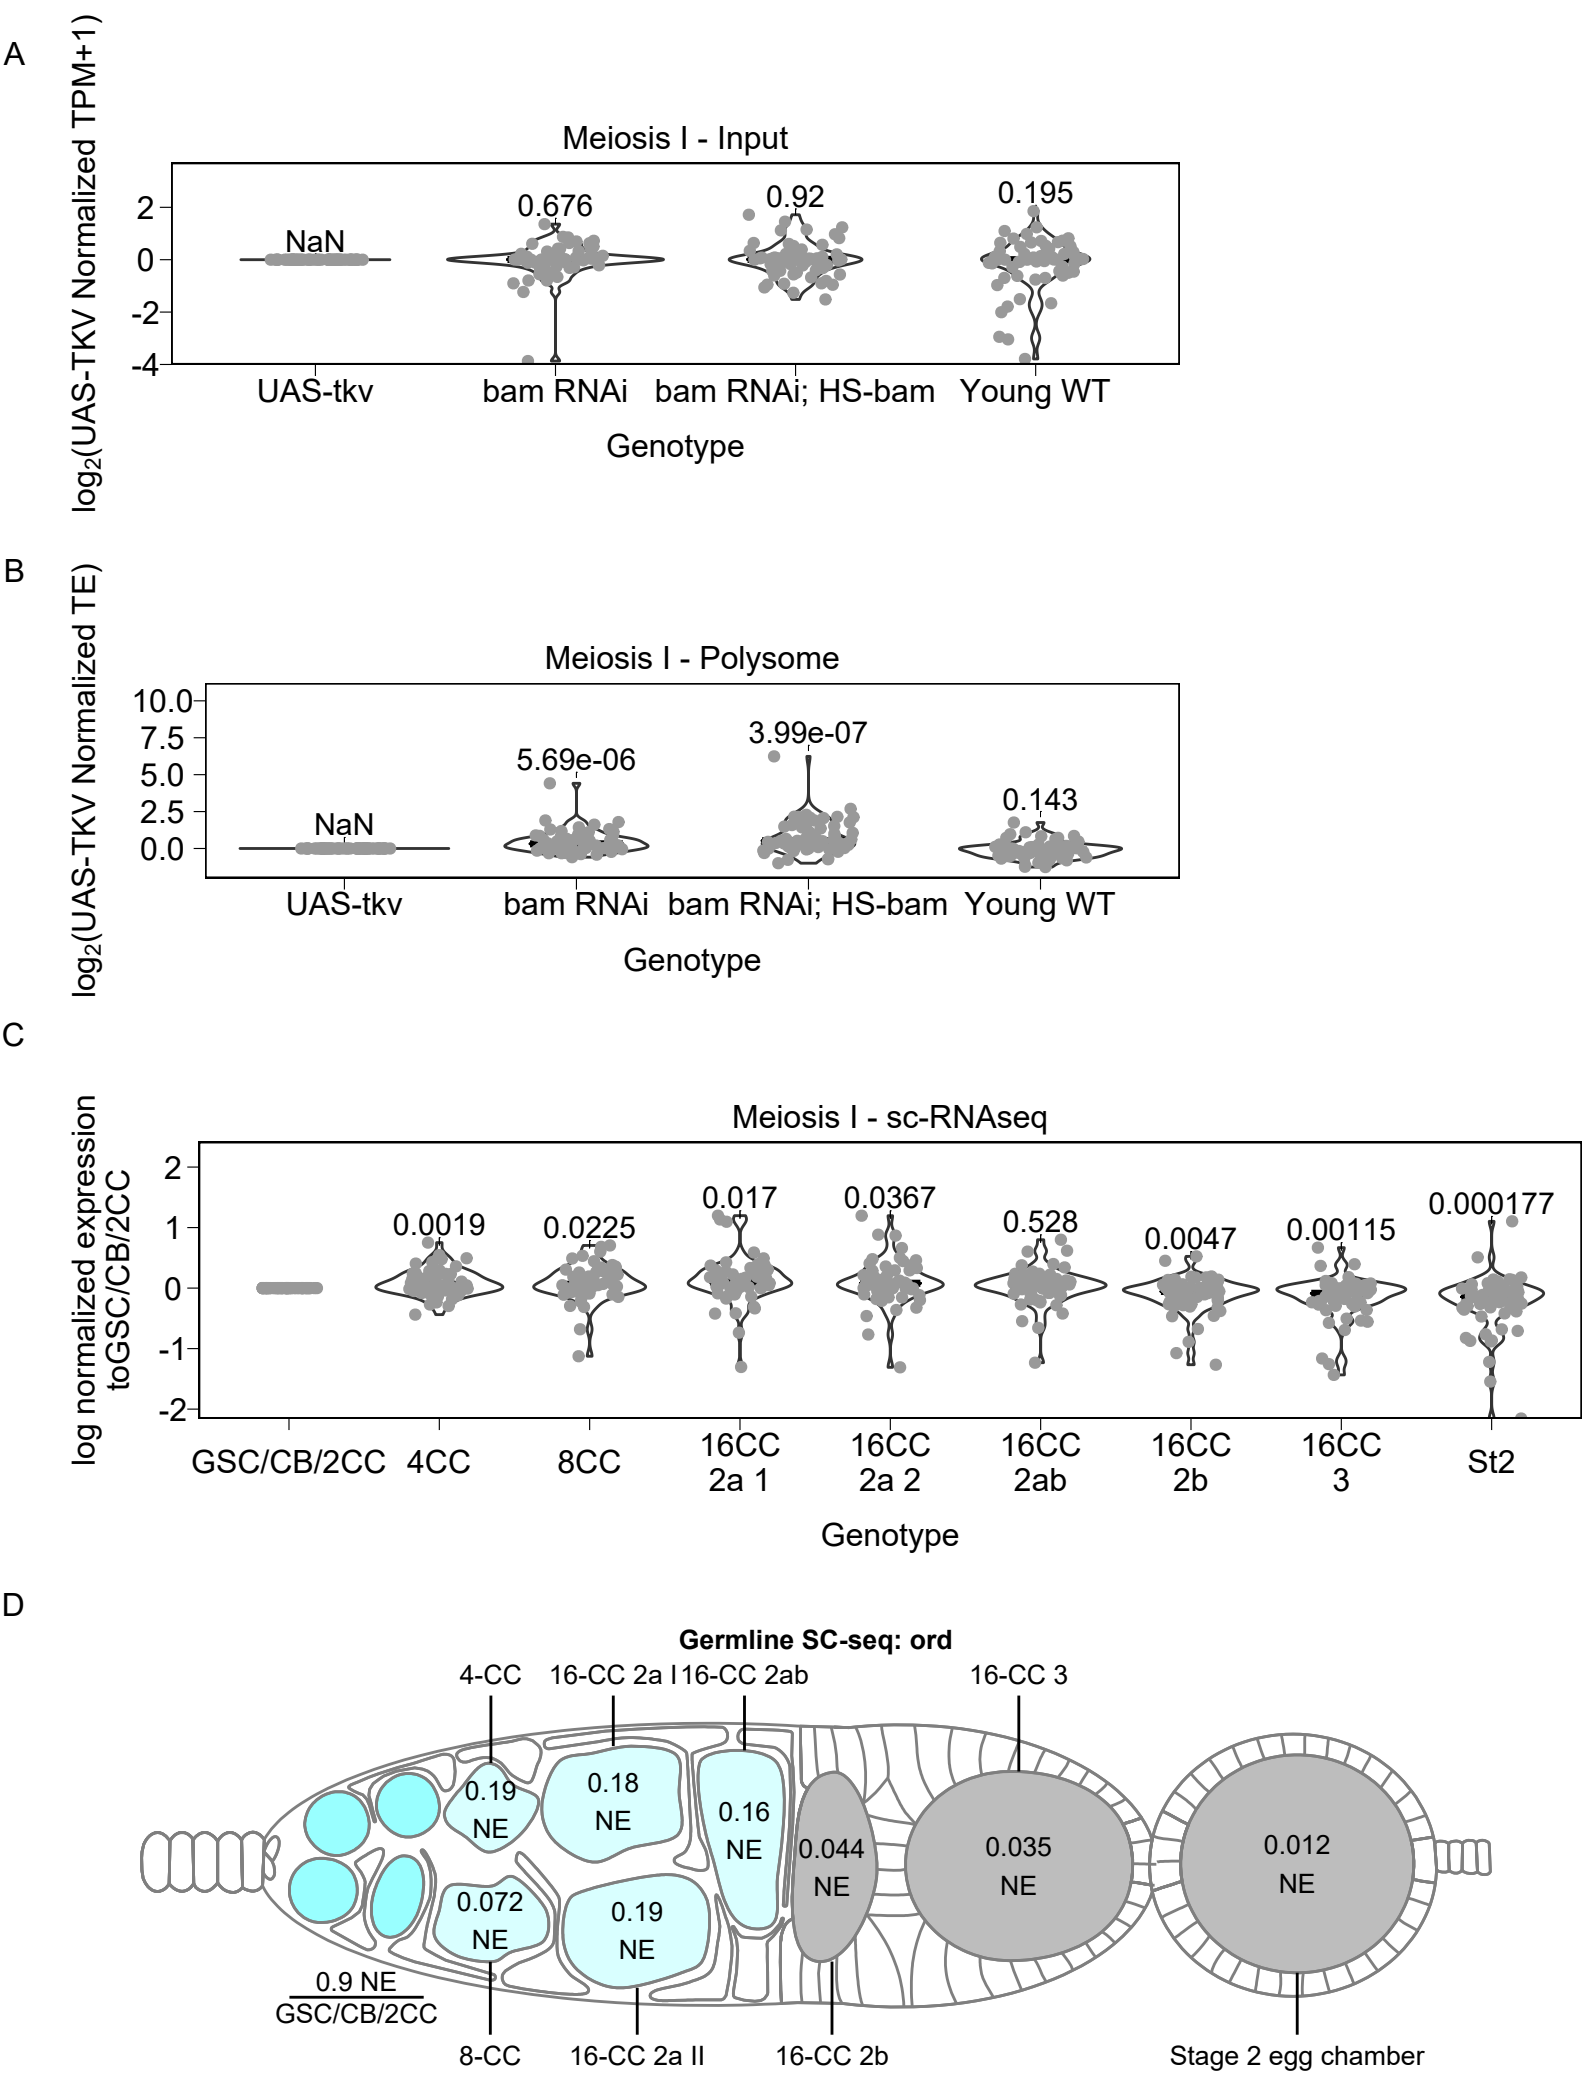 A
log2(UAS-TKV Normalized TPM+1)
Meiosis I - Input
2
0
-2
-4
NaN
0.676
0.92
0.195
UAS-tkv
bam RNAi
bam RNAi; HS-bam
Young WT
Genotype
B
log2(UAS-TKV Normalized TE)
Meiosis I - Polysome
10.0
7.5
5.0
2.5
0.0
NaN
5.69e-06
3.99e-07
0.143
UAS-tkv
bam RNAi
bam RNAi; HS-bam
Young WT
Genotype
C
log normalized expression
toGSC/CB/2CC
Meiosis I - sc-RNAseq
2
1
0
-1
-2
0.0019
0.0225
0.017
0.0367
0.528
0.0047
0.00115
0.000177
GSC/CB/2CC
4CC
8CC
16CC
2a 1
16CC
2a 2
16CC
2ab
16CC
2b
16CC
3
St2
Genotype
D
Germline SC-seq: ord
4-CC
16-CC 2a I
16-CC 2ab
16-CC 3
0.19
NE
0.18
NE
0.16
NE
0.044
NE
0.035
NE
0.012
NE
0.072
NE
0.19
NE
0.9 NE
GSC/CB/2CC
8-CC
16-CC 2a II
16-CC 2b
Stage 2 egg chamber